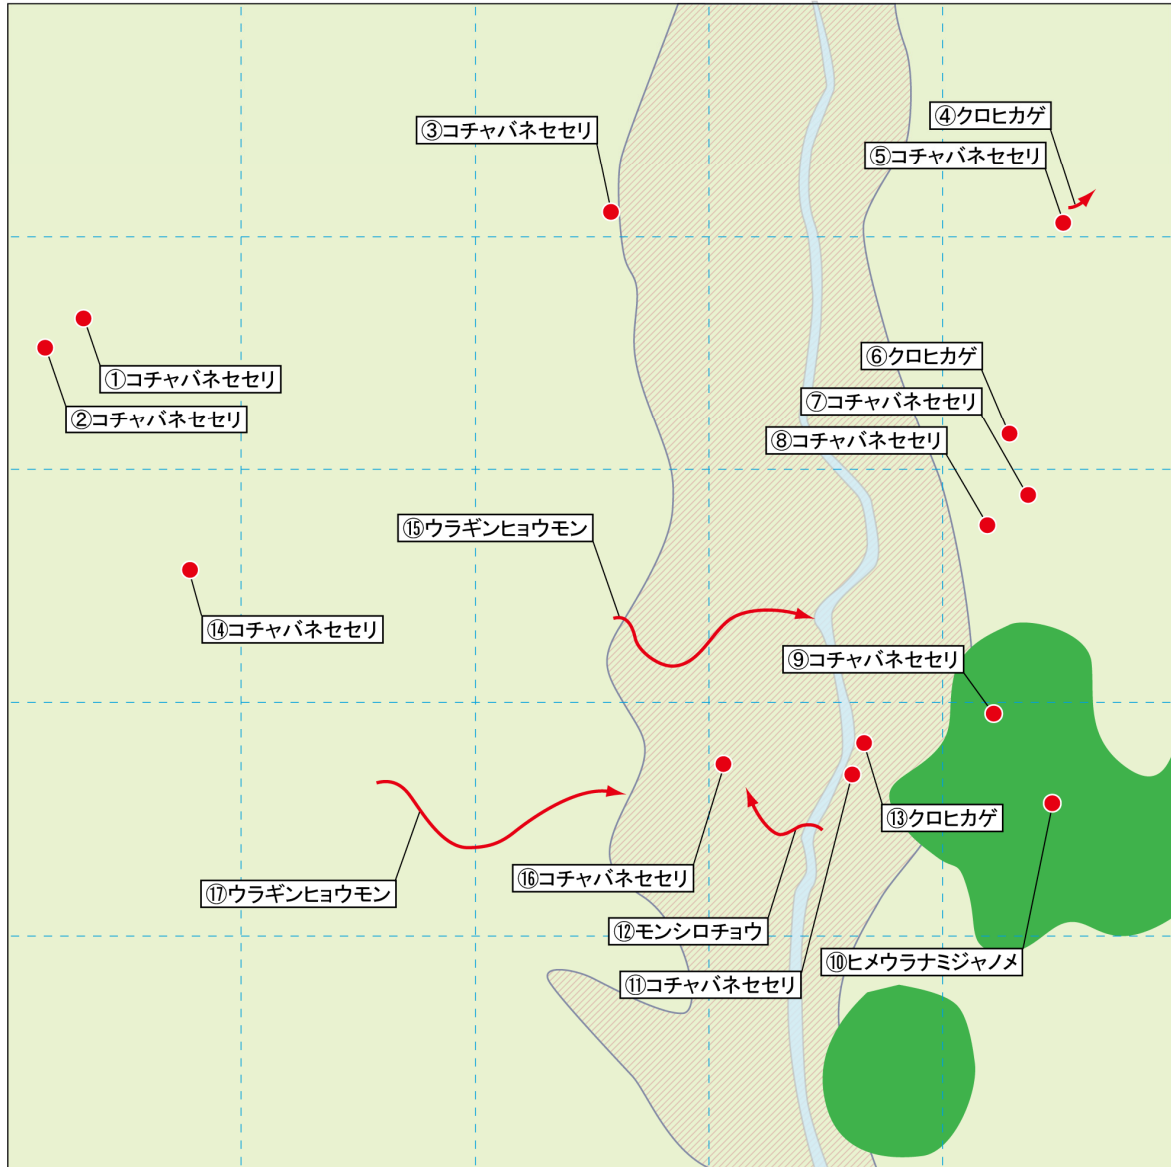 ④クロヒカゲ
③コチャバネセセリ
⑤コチャバネセセリ
⑥クロヒカゲ
①コチャバネセセリ
⑦コチャバネセセリ
②コチャバネセセリ
⑧コチャバネセセリ
⑮ウラギンヒョウモン
⑭コチャバネセセリ
⑨コチャバネセセリ
⑬クロヒカゲ
⑯コチャバネセセリ
⑰ウラギンヒョウモン
⑫モンシロチョウ
⑩ヒメウラナミジャノメ
⑪コチャバネセセリ